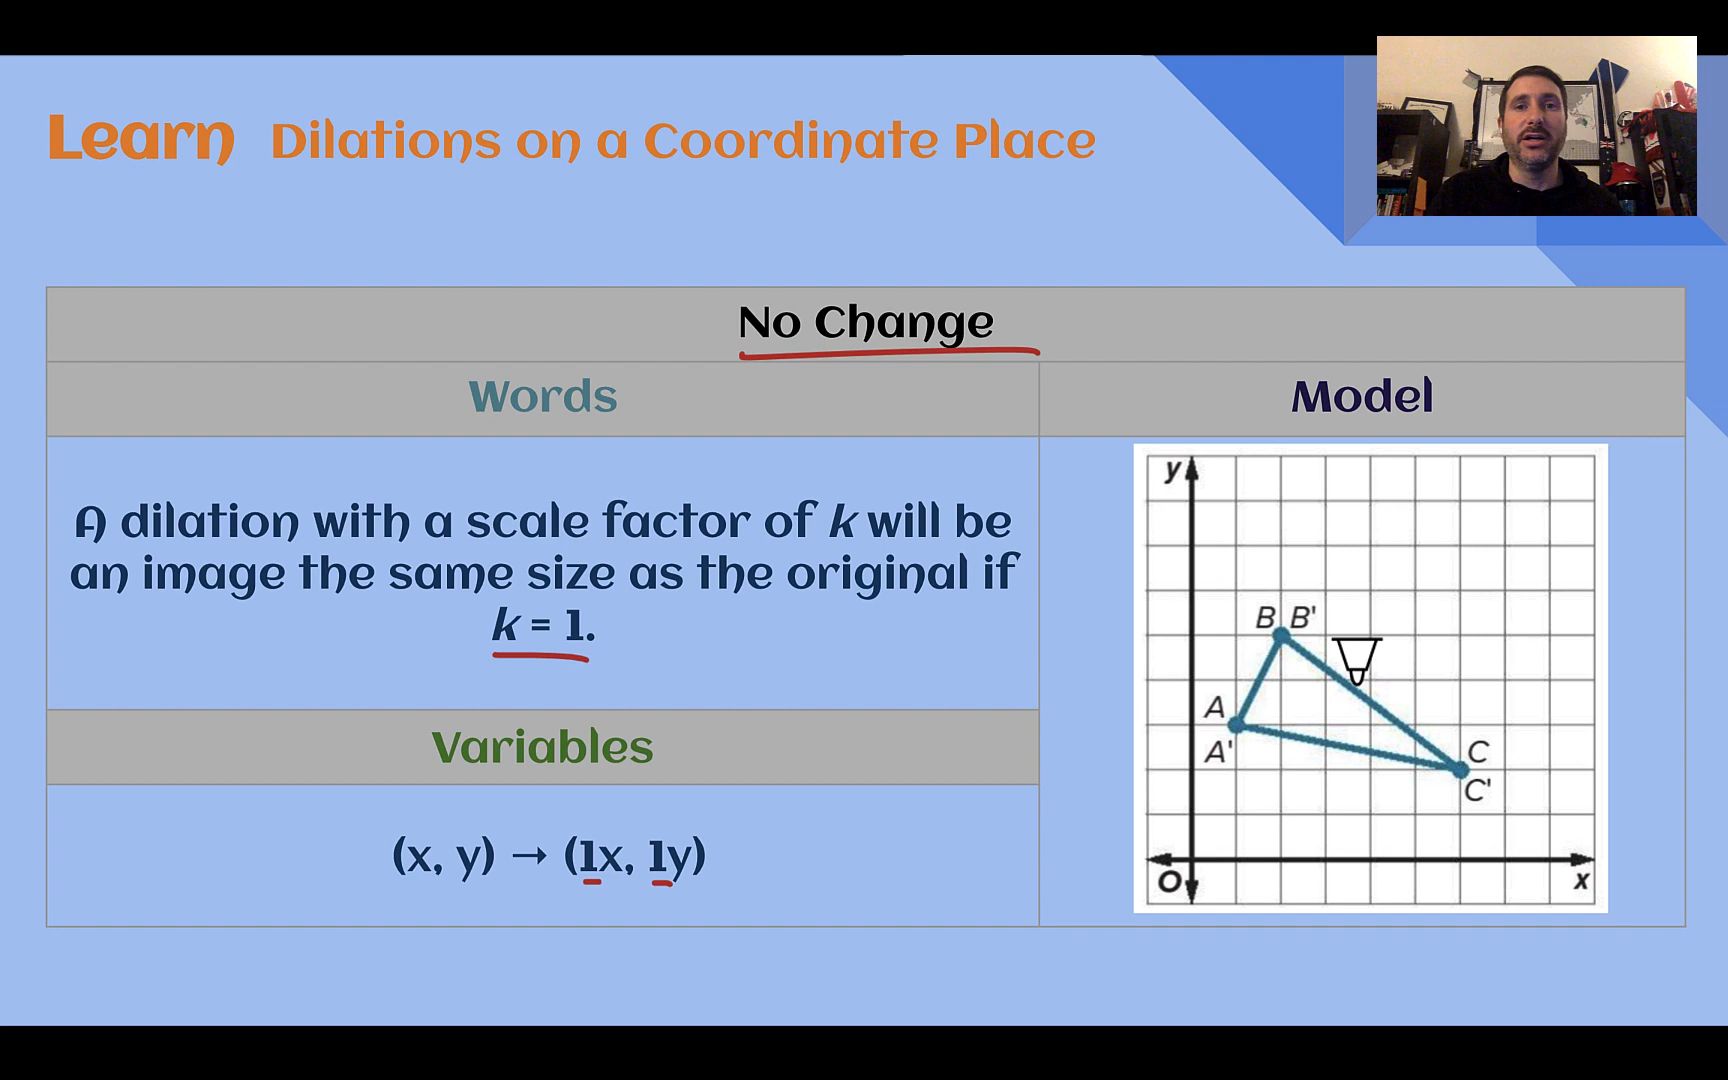 Learn Dilations on a Coordinate Place
No Change
Words
Model
A dilation with a scale factor of k will be
an image the same size as the original if
k = 1.
Variables
(x, y) → (1x, 1y)
y
B B'
A
A'
C
C'
O
x